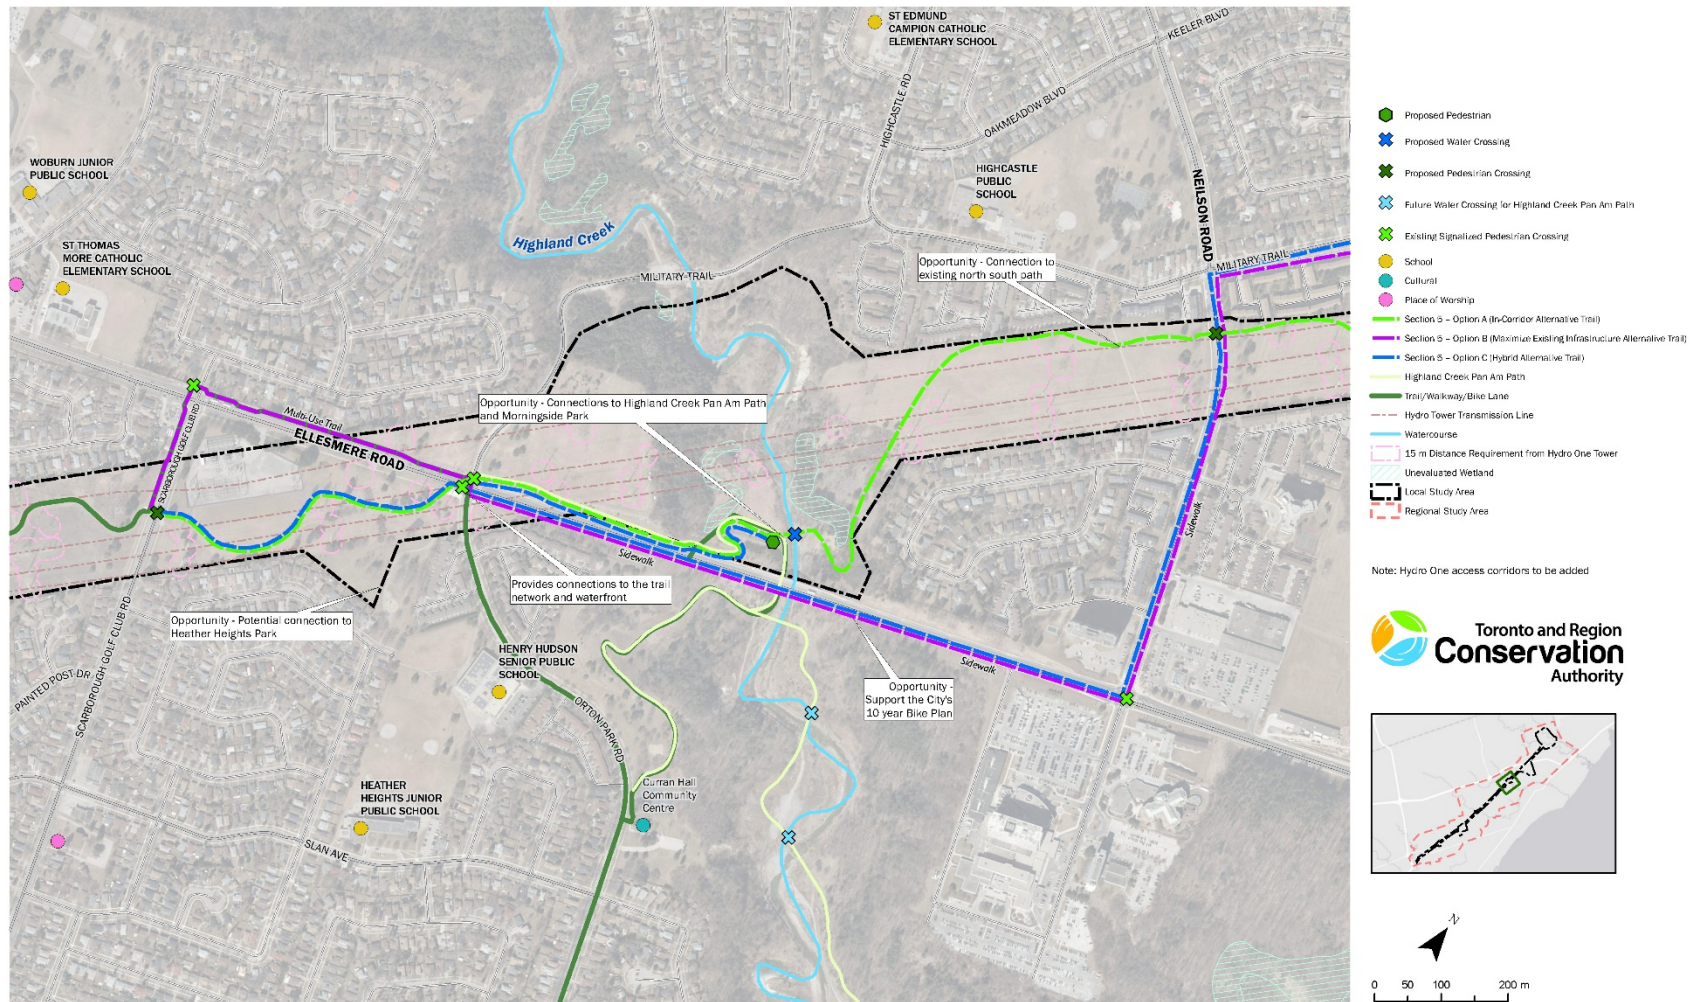 ST EDMUND
CAMPION CATHOLIC
ELEMENTARY SCHOOL
KEELER BLVD
HIGHCASTLE RD
OAKMEADOW BLVD
WOBURN JUNIOR
PUBLIC SCHOOL
HIGHCASTLE
PUBLIC
SCHOOL
NEILSON ROAD
ST THOMAS
MORE CATHOLIC
ELEMENTARY SCHOOL
Highland Creek
MILITARY TRAIL
Opportunity - Connection to
existing north south path
MILITARY TRAIL
Opportunity - Connections to Highland Creek Pan Am Path
and Morningside Park
Multi-Use Trail
ELLESMERE ROAD
SCARBOROUGH GOLF CLUB RD
Sidewalk
Sidewalk
Provides connections to the trail
network and waterfront
Opportunity - Potential connection to
Heather Heights Park
HENRY HUDSON
SENIOR PUBLIC
SCHOOL
Sidewalk
PAINTED POST DR
SCARBOROUGH GOLF CLUB RD
Opportunity -
Support the City's
10 year Bike Plan
ORTON PARK RD
HEATHER
HEIGHTS JUNIOR
PUBLIC SCHOOL
Curran Hall
Community
Centre
SLAN AVE
Proposed Pedestrian
Proposed Water Crossing
Proposed Pedestrian Crossing
Future Water Crossing for Highland Creek Pan Am Path
Existing Signalized Pedestrian Crossing
School
Cultural
Place of Worship
Section 5 – Option A (In-Corridor Alternative Trail)
Section 5 – Option B (Maximize Existing Infrastructure Alternative Trail)
Section 5 – Option C (Hybrid Alternative Trail)
Highland Creek Pan Am Path
Trail/Walkway/Bike Lane
Hydro Tower Transmission Line
Watercourse
15 m Distance Requirement from Hydro One Tower
Unevaluated Wetland
Local Study Area
Regional Study Area
Note: Hydro One access corridors to be added
Toronto and Region
Conservation
Authority
N
0 50 100 200 m